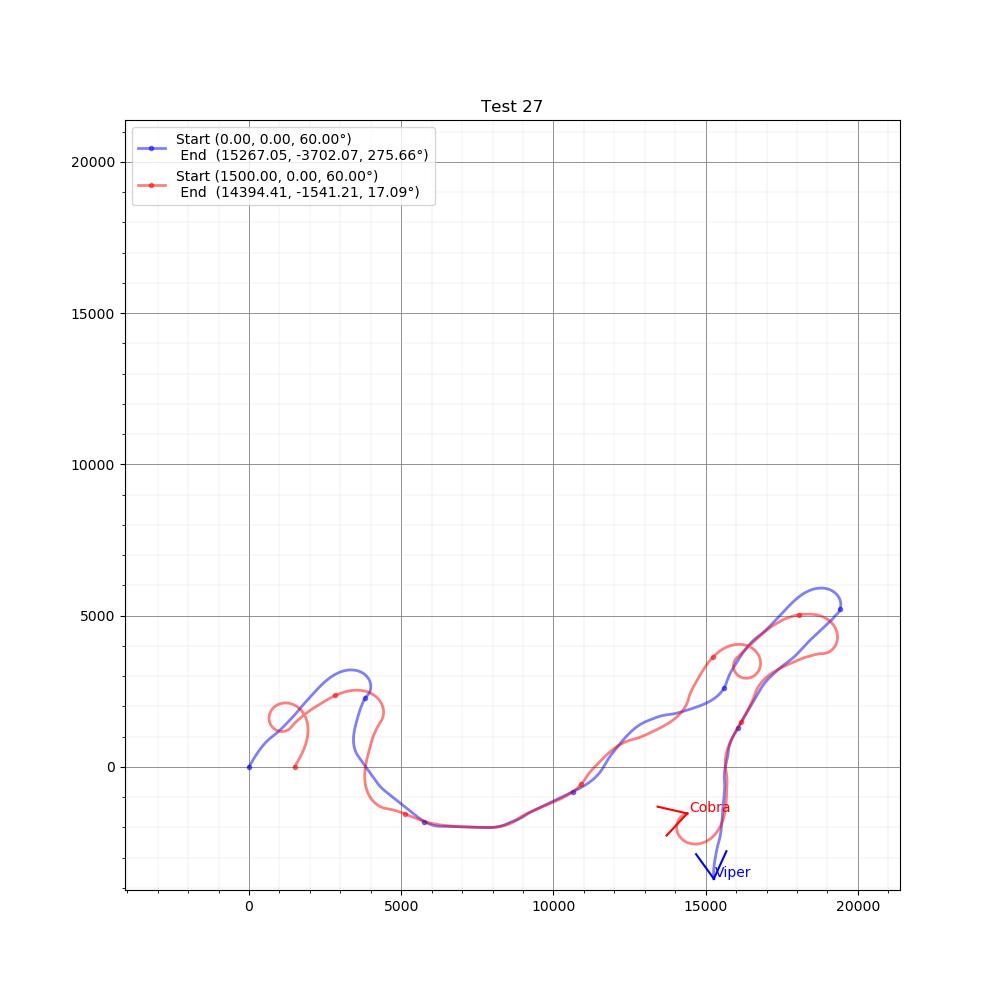 Test 27
Start (0.00, 0.00, 60.00°)
End (15267.05, -3702.07, 275.66°)
Start (1500.00, 0.00, 60.00°)
End (14394.41, -1541.21, 17.09°)
20000
15000
10000
5000
0
Cobra
Viper
0 5000 10000 15000 20000